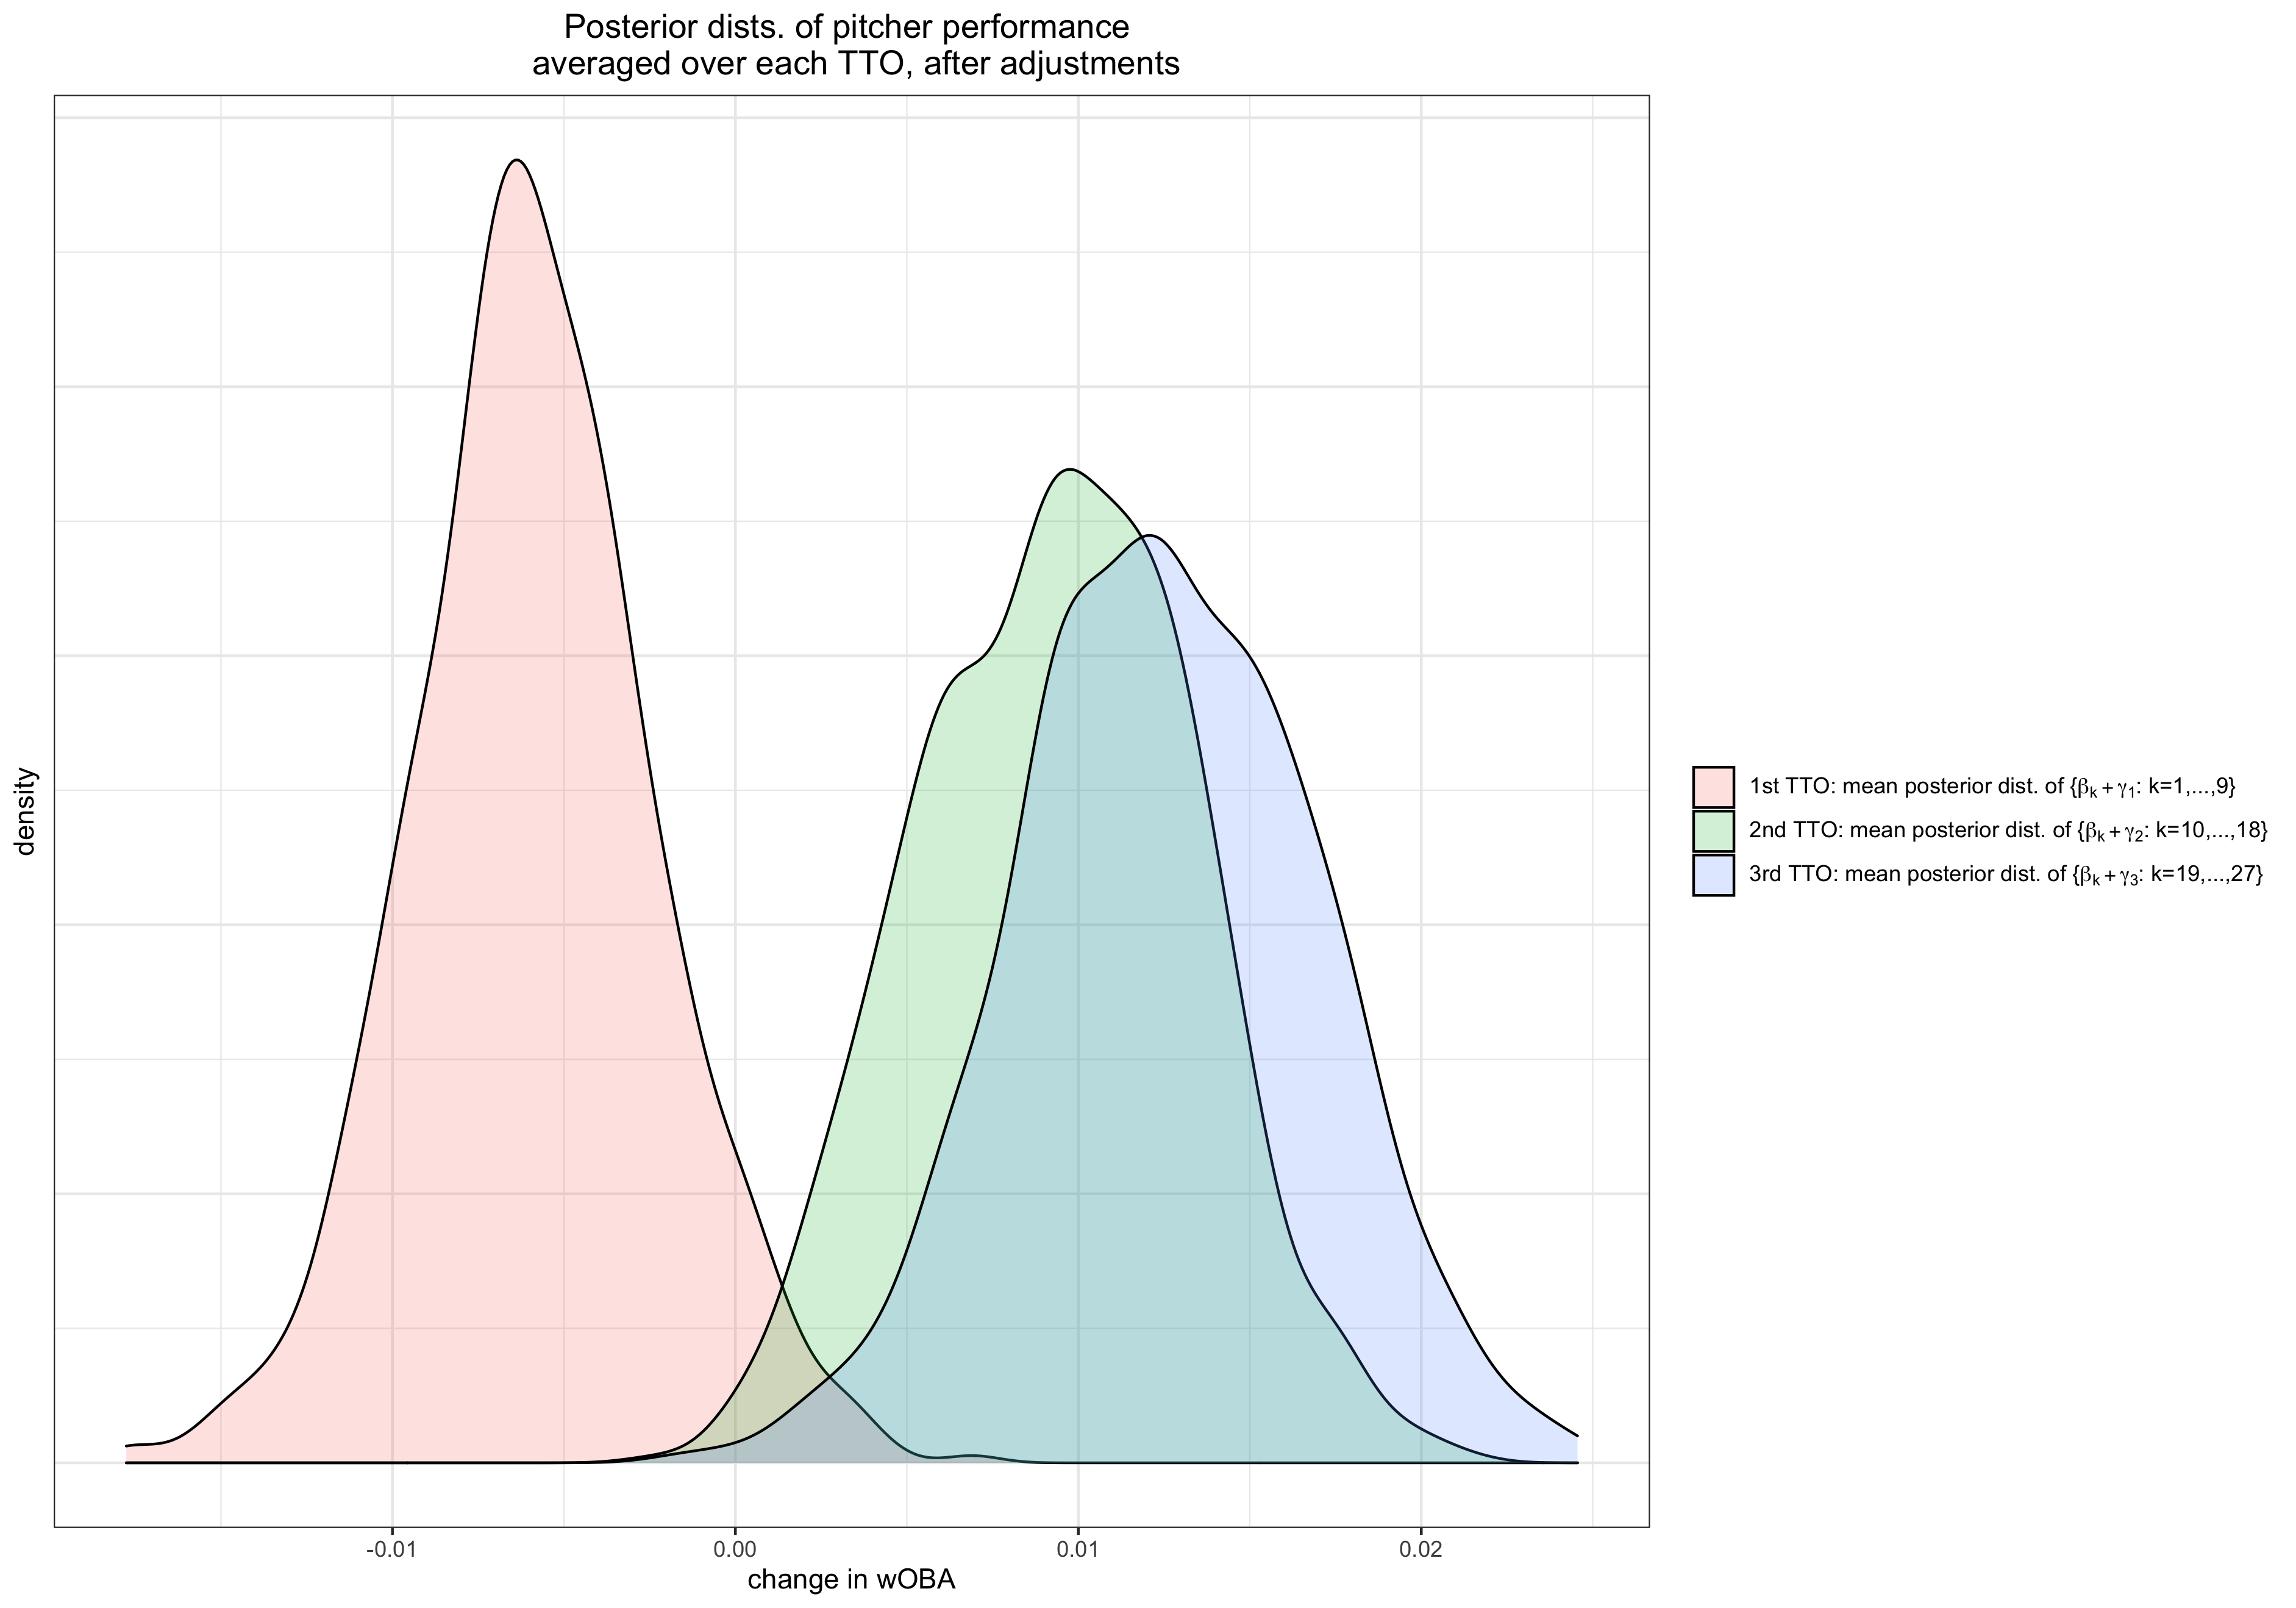 Posterior dists. of pitcher performance
averaged over each TTO, after adjustments
density
-0.01 0.00 0.01 0.02
change in wOBA
1st TTO: mean posterior dist. of {βk + γ1: k=1,...,9}
2nd TTO: mean posterior dist. of {βk + γ2: k=10,...,18}
3rd TTO: mean posterior dist. of {βk + γ3: k=19,...,27}